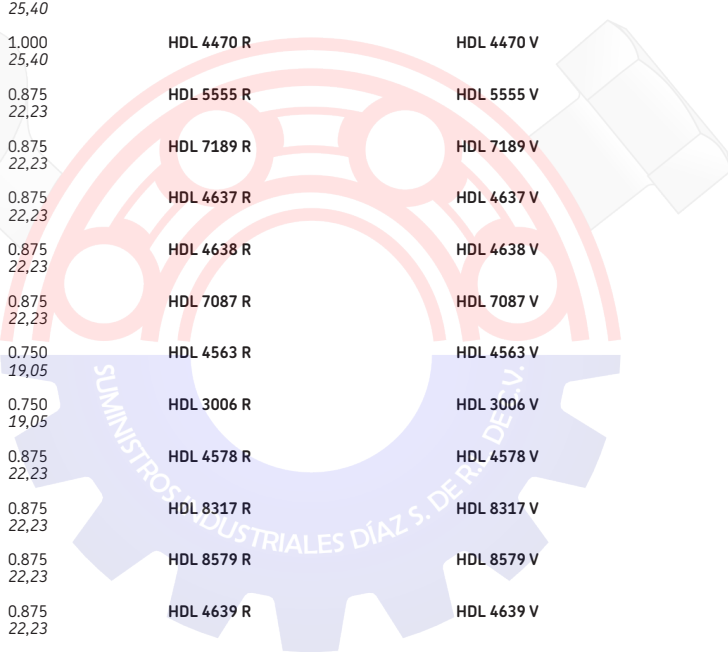 25,40
1.000 HDL 4470 R HDL 4470 V
25,40
0.875 HDL 5555 R HDL 5555 V
22,23
0.875 HDL 7189 R HDL 7189 V
22,23
0.875 HDL 4637 R HDL 4637 V
22,23
0.875 HDL 4638 R HDL 4638 V
22,23
0.875 HDL 7087 R HDL 7087 V
22,23
0.750 HDL 4563 R HDL 4563 V
19,05
0.750 HDL 3006 R HDL 3006 V
19,05
0.875 HDL 4578 R HDL 4578 V
22,23
0.875 HDL 8317 R HDL 8317 V
22,23
0.875 HDL 8579 R HDL 8579 V
22,23
0.875 HDL 4639 R HDL 4639 V
22,23
SUMINISTROS INDUSTRIALES DÍAZ S. DE R.L. DE C.V.